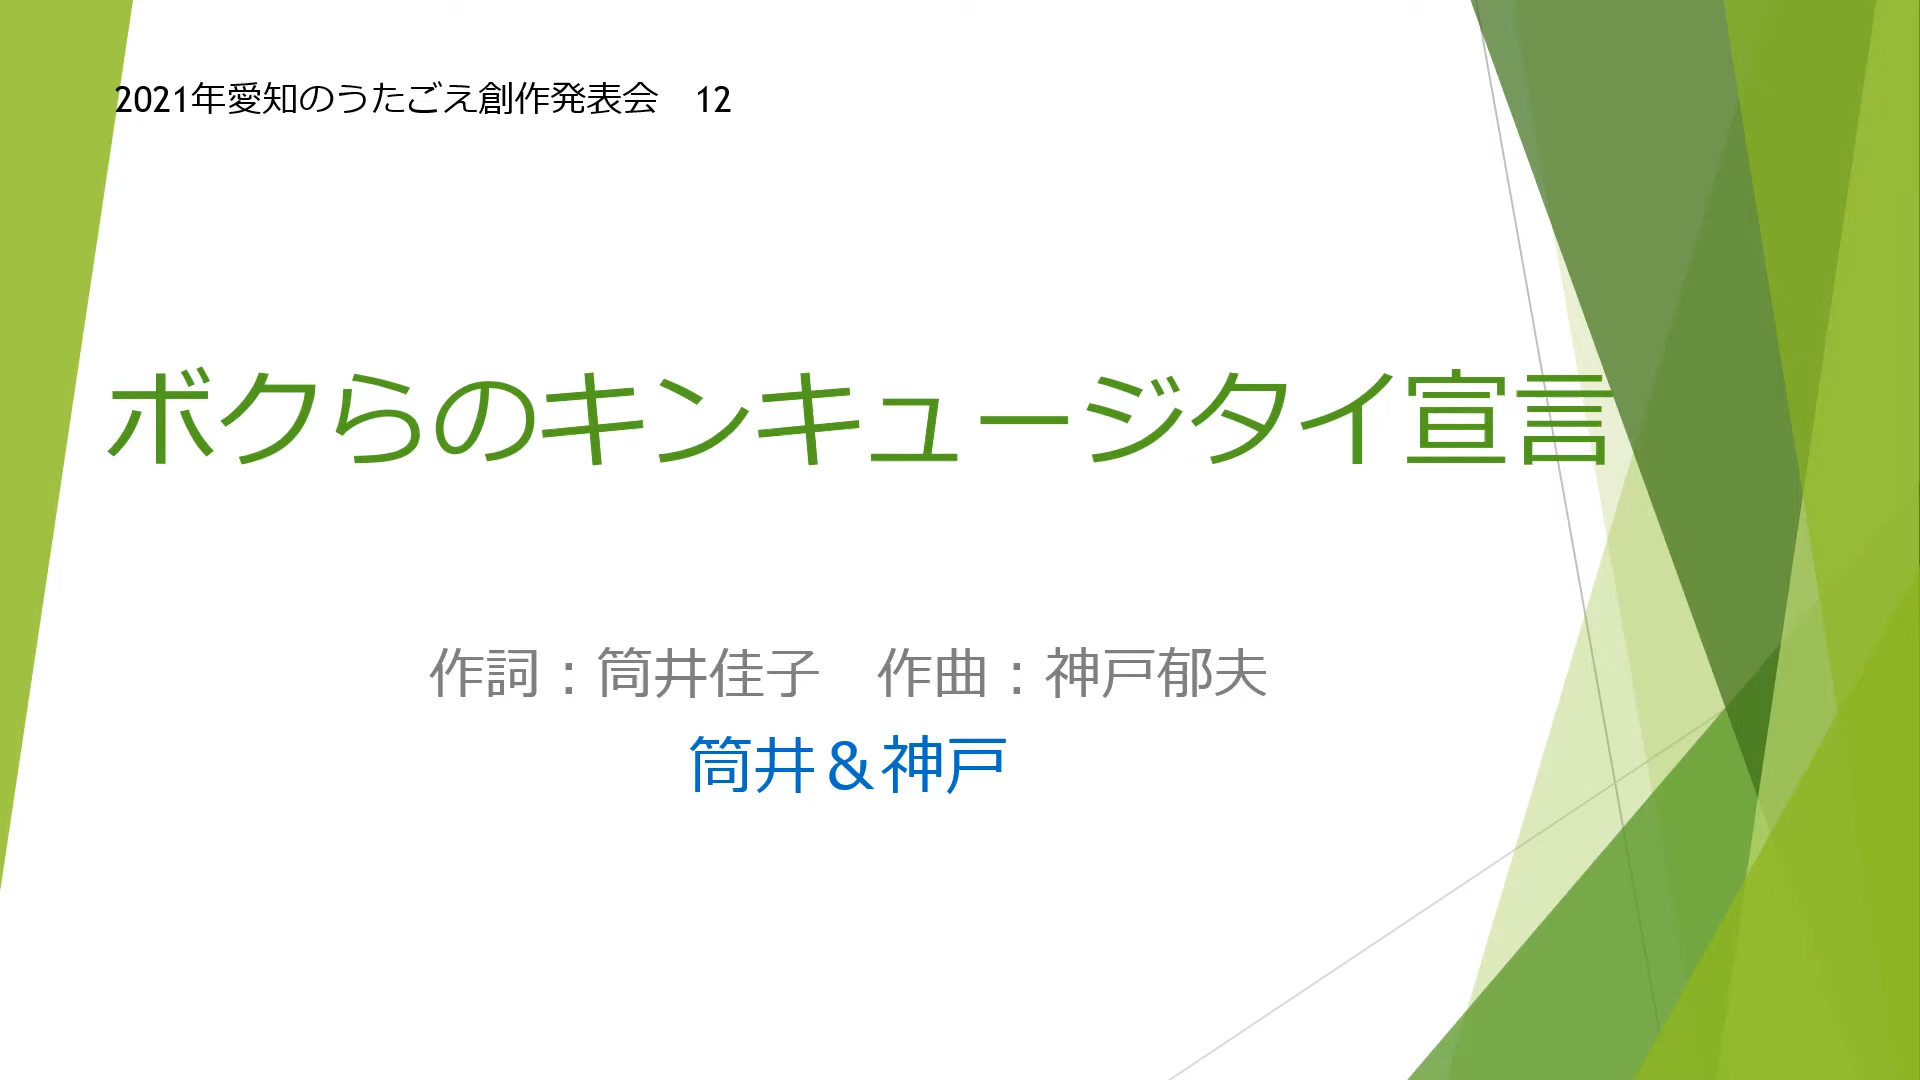 2021年愛知のうたごえ創作発表会　12
ボクらのキンキュージタイ宣言
作詞：筒井佳子　作曲：神戸郁夫
筒井＆神戸